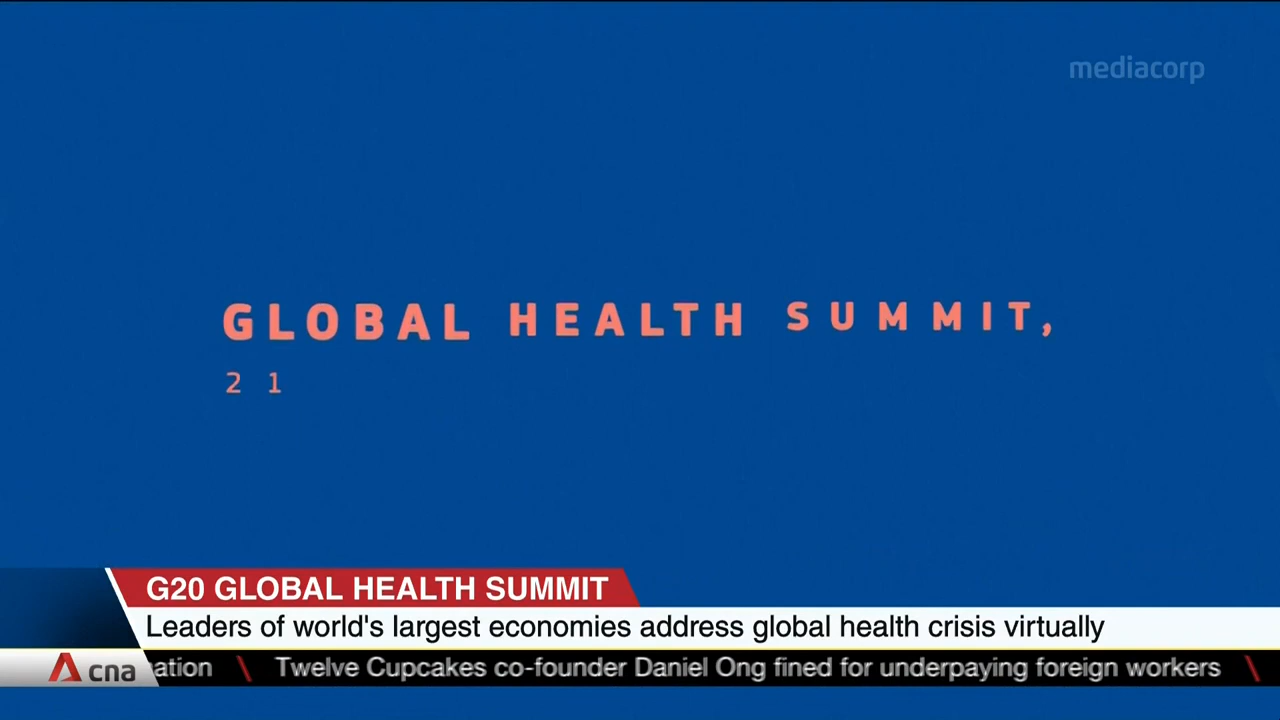 mediacorp
GLOBAL HEALTH SUMMIT,
2 1
G20 GLOBAL HEALTH SUMMIT
Leaders of world's largest economies address global health crisis virtually
cna
ation \ Twelve Cupcakes co-founder Daniel Ong fined for underpaying foreign workers \